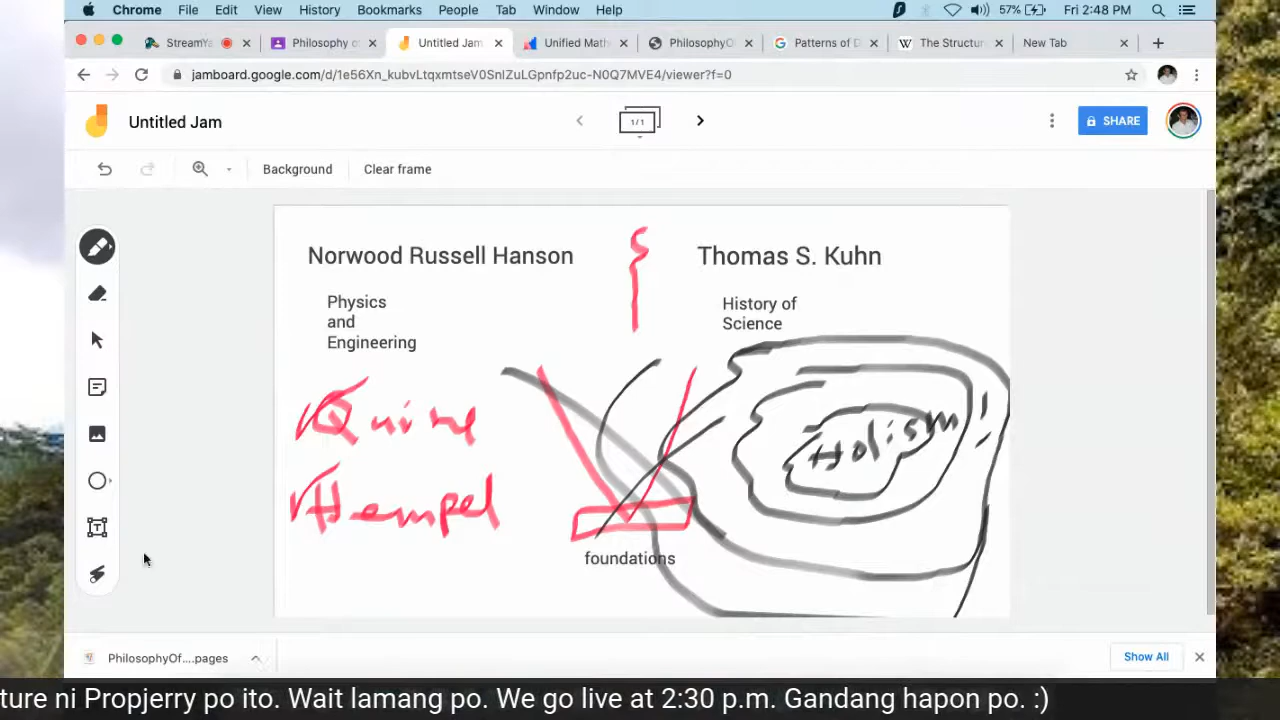 Chrome File Edit View History Bookmarks People Tab Window Help 57% Fri 2:48 PM
StreamYa Philosophy of Untitled Jam Unified Math PhilosophyO Patterns of D The Structur New Tab
jamboard.google.com/d/1e56Xn_kubvLtqxmtseV0SnIZuLGpnfp2uc-N0Q7MVE4/viewer?f=0
Untitled Jam
1/1
SHARE
Background Clear frame
Norwood Russell Hanson
Thomas S. Kuhn
Physics
and
Engineering
History of
Science
Quine
Hempel
Holism!
foundations
PhilosophyOf....pages
Show All
ture ni Propjerry po ito. Wait lamang po. We go live at 2:30 p.m. Gandang hapon po. :)